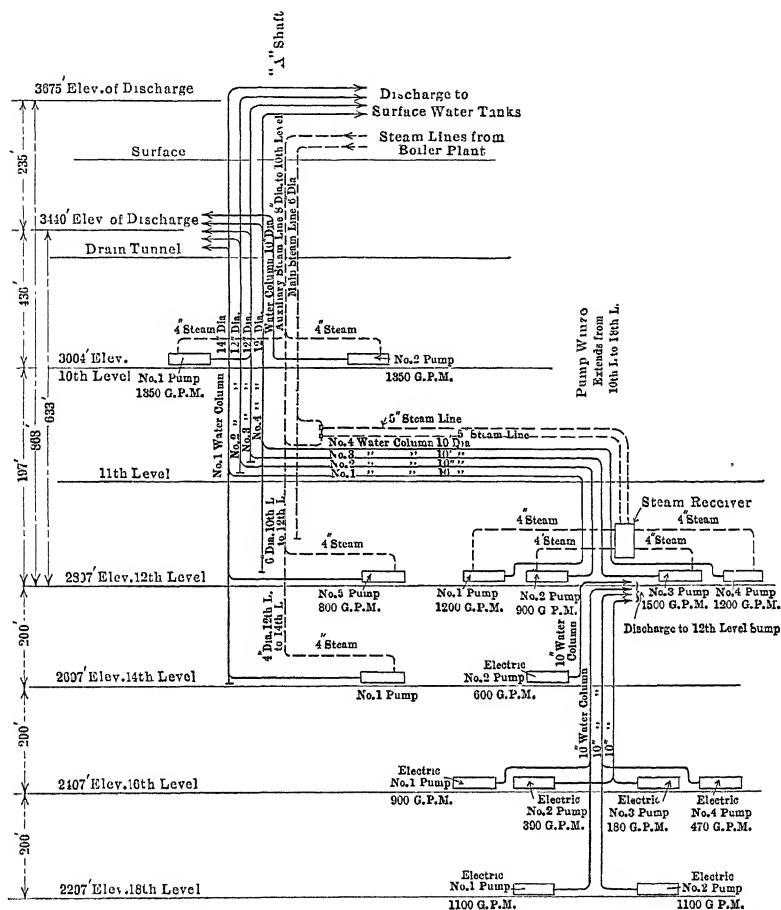 "A" Shaft
3675' Elev. of Discharge
Discharge to
Surface Water Tanks
Steam Lines from
Boiler Plant
Surface
235'
3440' Elev of Discharge
Drain Tunnel
436'
633'
868'
197'
14" Dia
12" Dia.
12" Dia.
12" Dia.
Water Column 10" Dia.
Auxiliary Steam Line 8 Dia. to 10th Level
Main Steam Line 6 Dia
4" Steam
4" Steam
3004' Elev.
10th Level
No.1 Pump
1350 G.P.M.
No.2 Pump
1350 G.P.M.
Pump Winze
Extends from
10th L to 18th L.
No.1 Water Column
No.2 " "
No.3 " "
No.4 " "
5" Steam Line
5" Steam Line
No.4 Water Column 10" Dia
No.3 " " 10" "
No.2 " " 10" "
No.1 " " 10 "
11th Level
Steam Receiver
6 Dia. 10th L
to 12th L.
4" Steam
4" Steam
4" Steam
4" Steam
4" Steam
2807' Elev. 12th Level
No.5 Pump
800 G.P.M.
No.1 Pump
1200 G.P.M.
No.2 Pump
900 G.P.M.
No.3 Pump
1500 G.P.M.
No.4 Pump
1200 G.P.M.
Discharge to 12th Level Sump
200'
4" Dia. 12th L.
to 14th L
4" Steam
10" Water
Column
2607' Elev. 14th Level
No.1 Pump
Electric
No.2 Pump
600 G.P.M.
10" Water Column
10" "
10" "
200'
2407' Elev. 16th Level
Electric
No.1 Pump
900 G.P.M.
Electric
No.2 Pump
390 G.P.M.
Electric
No.3 Pump
180 G.P.M.
Electric
No.4 Pump
470 G.P.M.
200'
2207' Elev. 18th Level
Electric
No.1 Pump
1100 G.P.M.
Electric
No.2 Pump
1100 G.P.M.